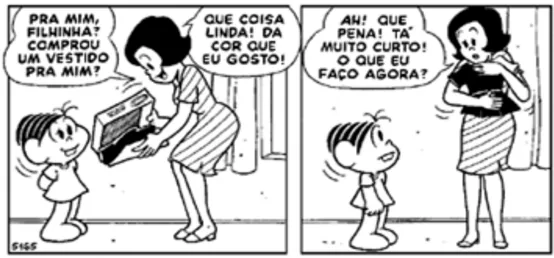 PRA MIM,
FILHINHA?
COMPROU
UM VESTIDO
PRA MIM?
QUE COISA
LINDA! DA
COR QUE
EU GOSTO!
AH! QUE
PENA! TÁ
MUITO CURTO!
O QUE EU
FAÇO AGORA?
5165